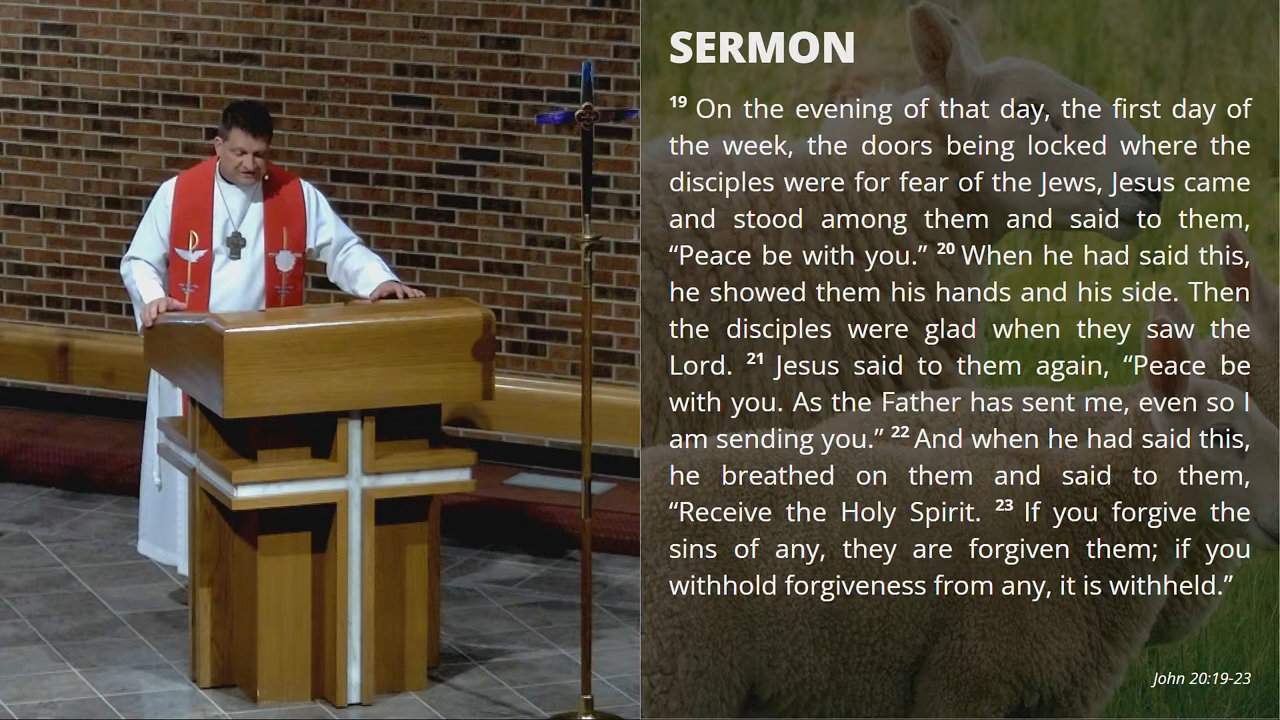 SERMON
19 On the evening of that day, the first day of
the week, the doors being locked where the
disciples were for fear of the Jews, Jesus came
and stood among them and said to them,
“Peace be with you.” 20 When he had said this,
he showed them his hands and his side. Then
the disciples were glad when they saw the
Lord. 21 Jesus said to them again, “Peace be
with you. As the Father has sent me, even so I
am sending you.” 22 And when he had said this,
he breathed on them and said to them,
“Receive the Holy Spirit. 23 If you forgive the
sins of any, they are forgiven them; if you
withhold forgiveness from any, it is withheld.”
John 20:19-23